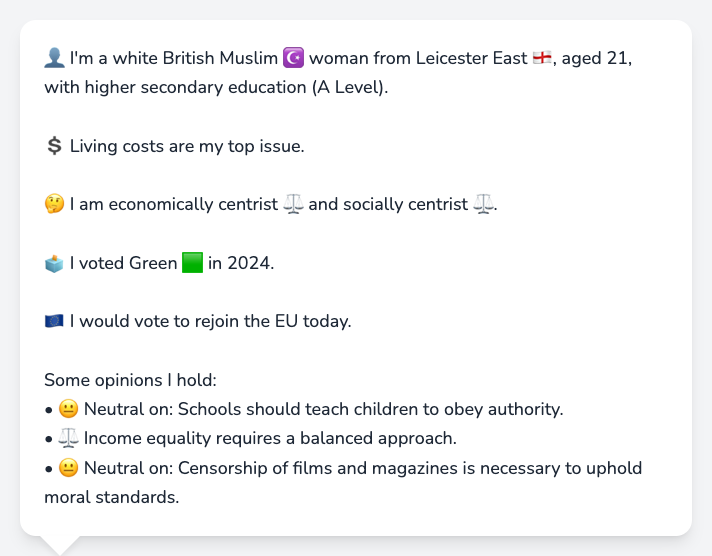 👤 I'm a white British Muslim ☪️ woman from Leicester East 🏴󠁧󠁢󠁥󠁮󠁧󠁿, aged 21,
with higher secondary education (A Level).
💲 Living costs are my top issue.
🤔 I am economically centrist ⚖️ and socially centrist ⚖️.
🗳️ I voted Green 🟩 in 2024.
🇪🇺 I would vote to rejoin the EU today.
Some opinions I hold:
• 😐 Neutral on: Schools should teach children to obey authority.
• ⚖️ Income equality requires a balanced approach.
• 😐 Neutral on: Censorship of films and magazines is necessary to uphold
moral standards.